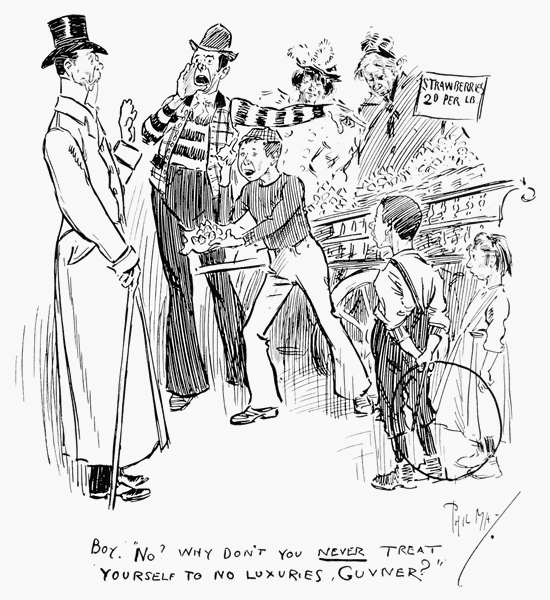 STRAWBERRIES
2D PER LB.
PHIL MAY.
BOY. "NO? WHY DON'T YOU NEVER TREAT
YOURSELF TO NO LUXURIES, GUVNER?"